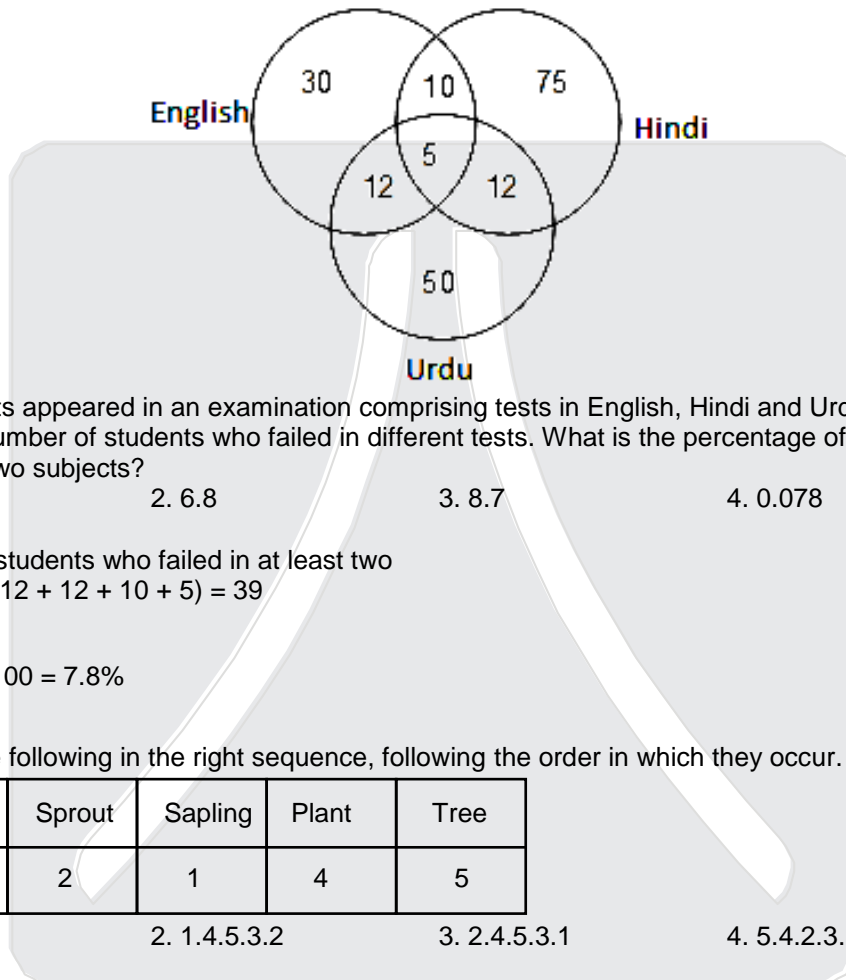 30 10 75
English
Hindi
5
12 12
50
Urdu
ts appeared in an examination comprising tests in English, Hindi and Urd
umber of students who failed in different tests. What is the percentage of
wo subjects?
2. 6.8 3. 8.7 4. 0.078
students who failed in at least two
12 + 12 + 10 + 5) = 39
00 = 7.8%
following in the right sequence, following the order in which they occur.
Sprout Sapling Plant Tree
2 1 4 5
2. 1.4.5.3.2 3. 2.4.5.3.1 4. 5.4.2.3.